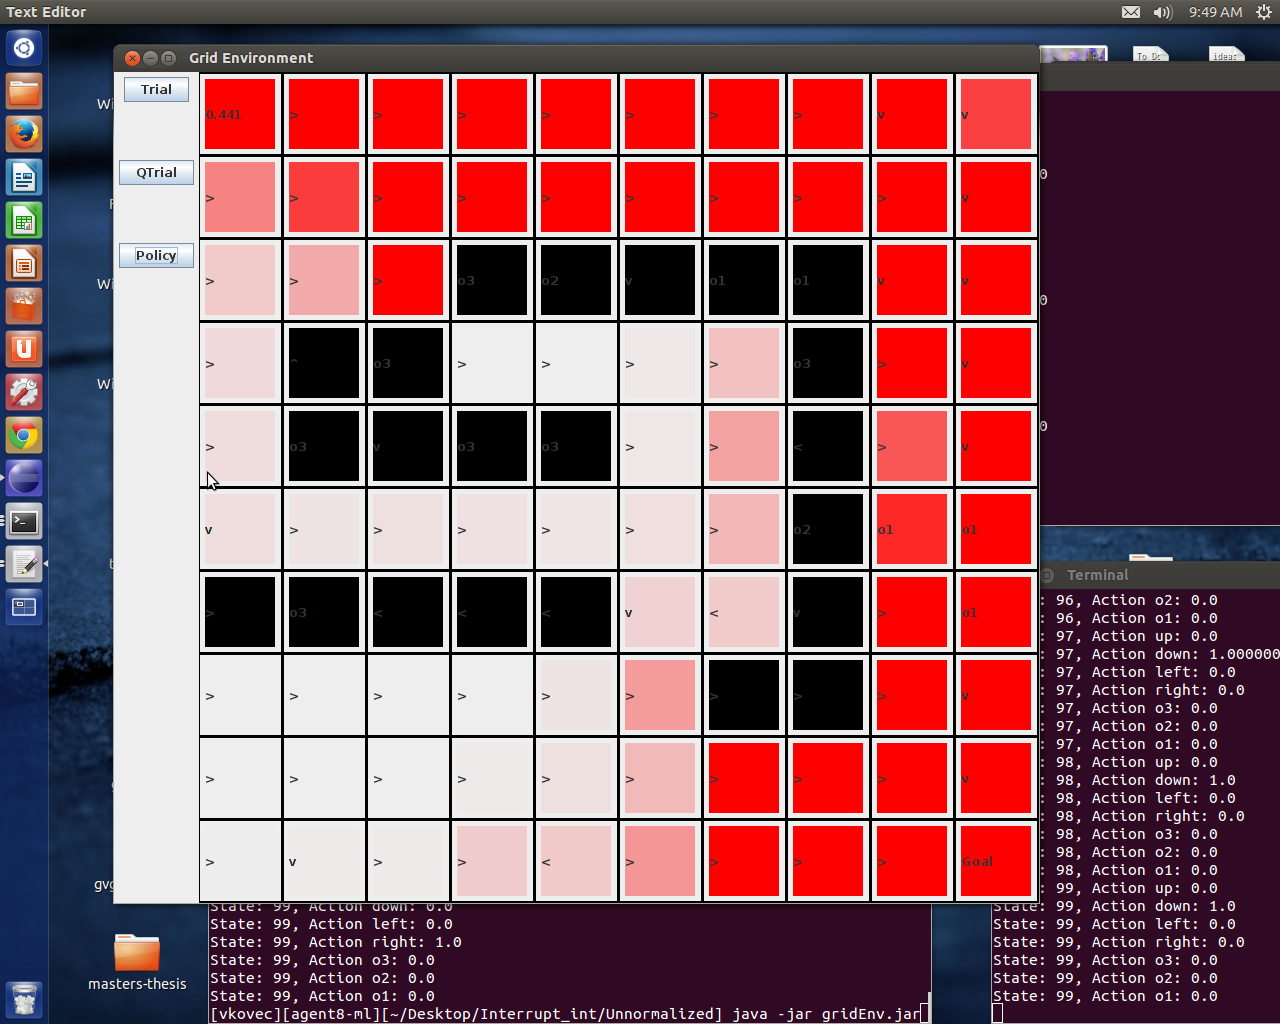 Text Editor
9:49 AM
To Do
ideas
Grid Environment
Trial
QTrial
Policy
0.441 > > > > > > > v v
> > > > > > > > > v
> > > o3 o2 v o1 o1 v v
> ^ o3 > > > > o3 > v
> o3 v o3 o3 > > < > v
v > > > > > > o2 o1 o1
> o3 < < < v < v > o1
> > > > > > > > v
> > > > > > > > > v
> v > > < > > > > Goal
Wi
Wi
Wi
gvg
masters-thesis
0
0
0
Terminal
: 96, Action o2: 0.0
: 96, Action o1: 0.0
: 97, Action up: 0.0
: 97, Action down: 1.000000
: 97, Action left: 0.0
: 97, Action right: 0.0
: 97, Action o3: 0.0
: 97, Action o2: 0.0
: 97, Action o1: 0.0
: 98, Action up: 0.0
: 98, Action down: 1.0
: 98, Action left: 0.0
: 98, Action right: 0.0
: 98, Action o3: 0.0
: 98, Action o2: 0.0
: 98, Action o1: 0.0
: 99, Action up: 0.0
State: 99, Action down: 1.0
State: 99, Action left: 0.0
State: 99, Action right: 0.0
State: 99, Action o3: 0.0
State: 99, Action o2: 0.0
State: 99, Action o1: 0.0
State: 99, Action down: 0.0
State: 99, Action left: 0.0
State: 99, Action right: 1.0
State: 99, Action o3: 0.0
State: 99, Action o2: 0.0
State: 99, Action o1: 0.0
[vkovec][agent8-ml][~/Desktop/Interrupt_int/Unnormalized] java -jar gridEnv.jar